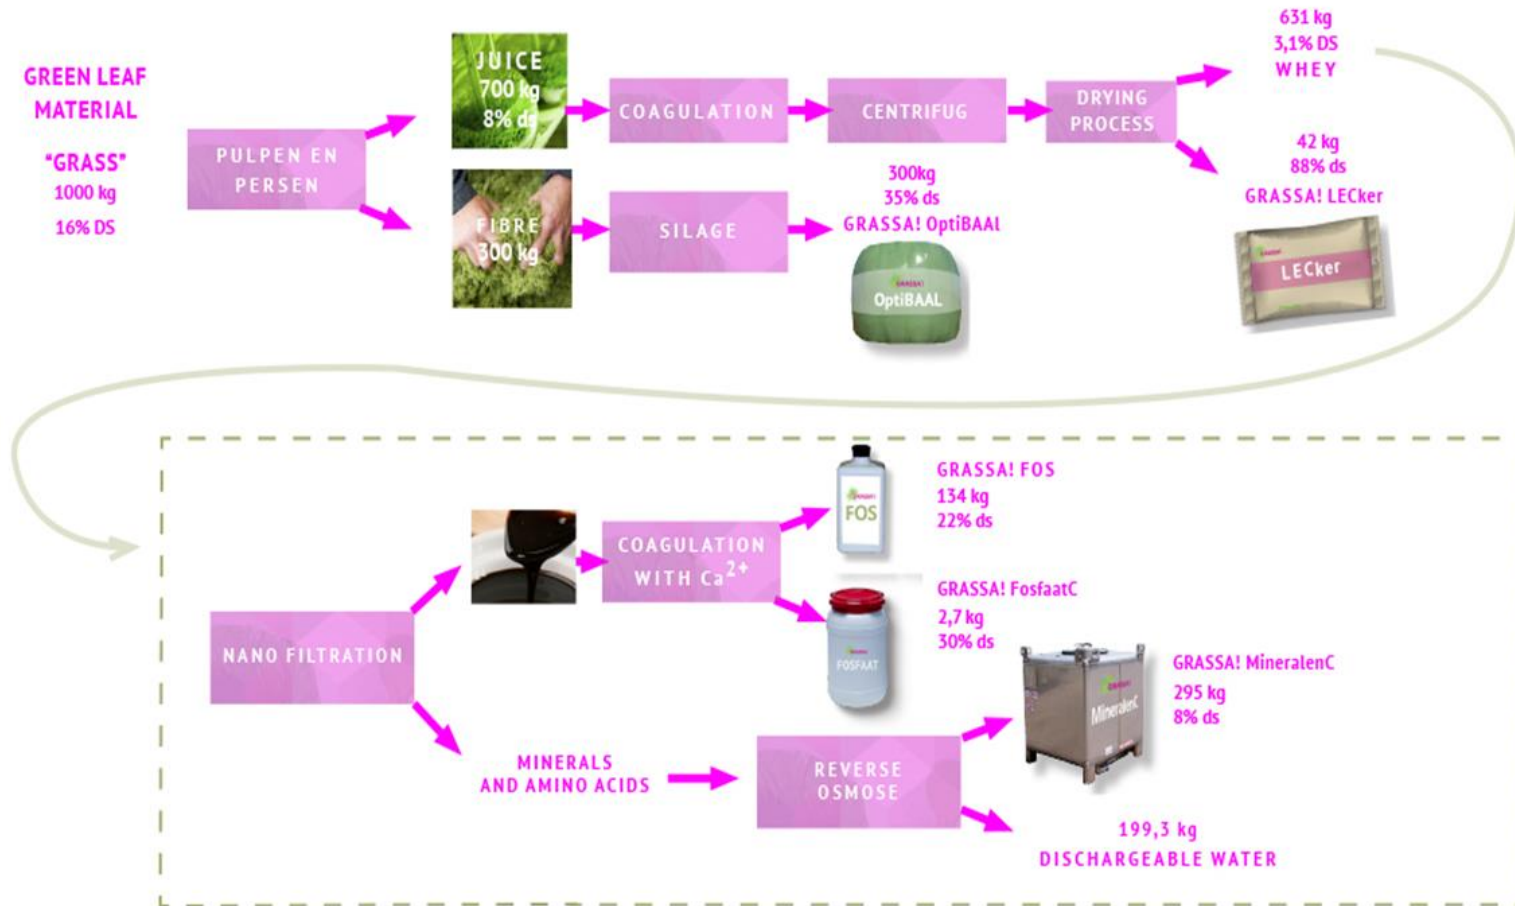 GREEN LEAF
MATERIAL
"GRASS"
1000 kg
16% DS
PULPEN EN
PERSEN
JUICE
700 kg
8% ds
FIBRE
300 kg
COAGULATION
CENTRIFUG
DRYING
PROCESS
631 kg
3,1% DS
WHEY
42 kg
88% ds
GRASSA! LECker
LECker
SILAGE
300kg
35% ds
GRASSA! OptiBAAl
GRASSA!
OptiBAAL
NANO FILTRATION
COAGULATION
WITH Ca2+
FOS
GRASSA! FOS
134 kg
22% ds
FOSFAAT
GRASSA! FosfaatC
2,7 kg
30% ds
MINERALS
AND AMINO ACIDS
REVERSE
OSMOSE
MineralenC
GRASSA! MineralenC
295 kg
8% ds
199,3 kg
DISCHARGEABLE WATER